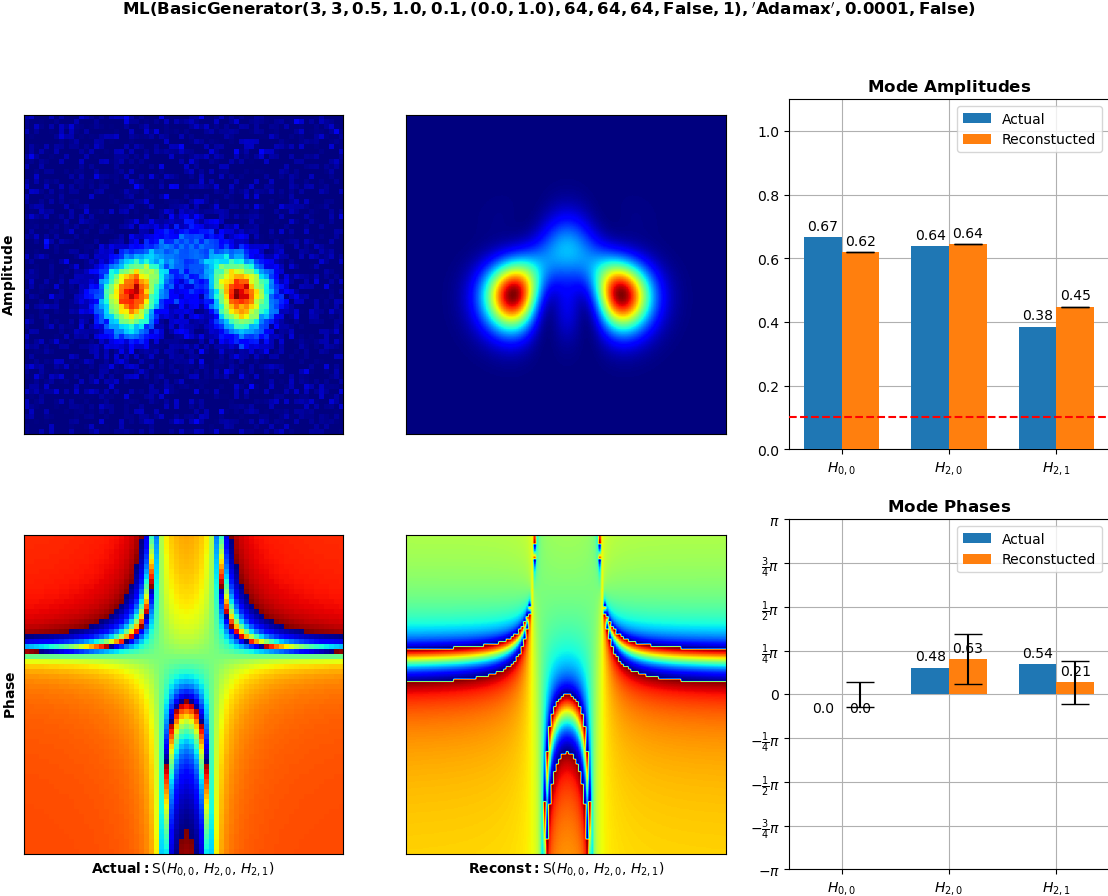 ML(BasicGenerator(3, 3, 0.5, 1.0, 0.1, (0.0, 1.0), 64, 64, 64, False, 1), 'Adamax', 0.0001, False)
Mode Amplitudes
Amplitude
1.0
0.8
0.6
0.4
0.2
0.0
Actual
Reconstucted
0.67
0.62
0.64
0.64
0.38
0.45
H0,0
H2,0
H2,1
Mode Phases
Phase
π
3/4π
1/2π
1/4π
0
−1/4π
−1/2π
−3/4π
−π
Actual
Reconstucted
0.0
0.0
0.48
0.63
0.54
0.21
H0,0
H2,0
H2,1
Actual: S(H0,0, H2,0, H2,1)
Reconst: S(H0,0, H2,0, H2,1)